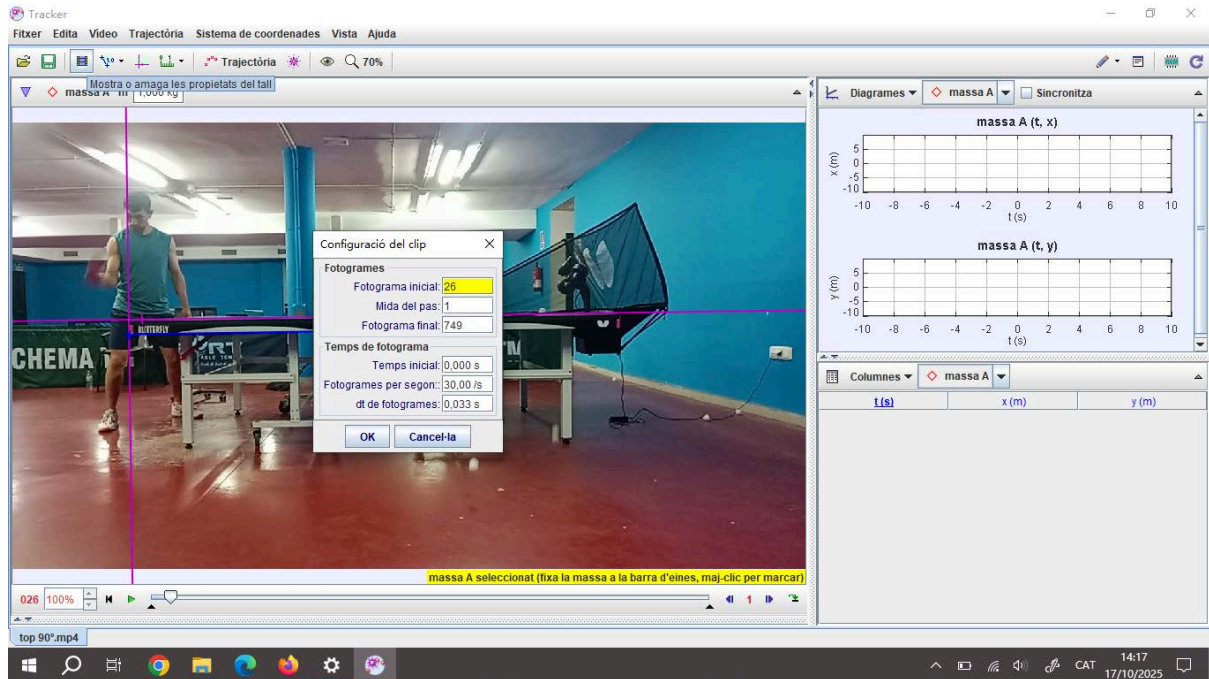 Tracker
Fitxer Edita Video Trajectória Sistema de coordenades Vista Ajuda
Trajectòria 70%
Mostra o amaga les propietats del tall
massa A m 1,000 kg
Diagrames massa A Sincronitza
massa A (t, x)
x (m)
5
0
-5
-10
-10 -8 -6 -4 -2 0 2 4 6 8 10
t (s)
massa A (t, y)
y (m)
5
0
-5
-10
-10 -8 -6 -4 -2 0 2 4 6 8 10
t (s)
Columnes massa A
t (s) x (m) y (m)
Configuració del clip
Fotogrames
Fotograma inicial: 26
Mida del pas: 1
Fotograma final: 749
Temps de fotograma
Temps inicial: 0,000 s
Fotogrames per segon:: 30,00 /s
dt de fotogrames: 0,033 s
OK Cancel·la
BUTTERFLY
CHEMA
massa A seleccionat (fixa la massa a la barra d'eines, maj-clic per marcar)
026 100% 1
top 90º.mp4
CAT
14:17
17/10/2025